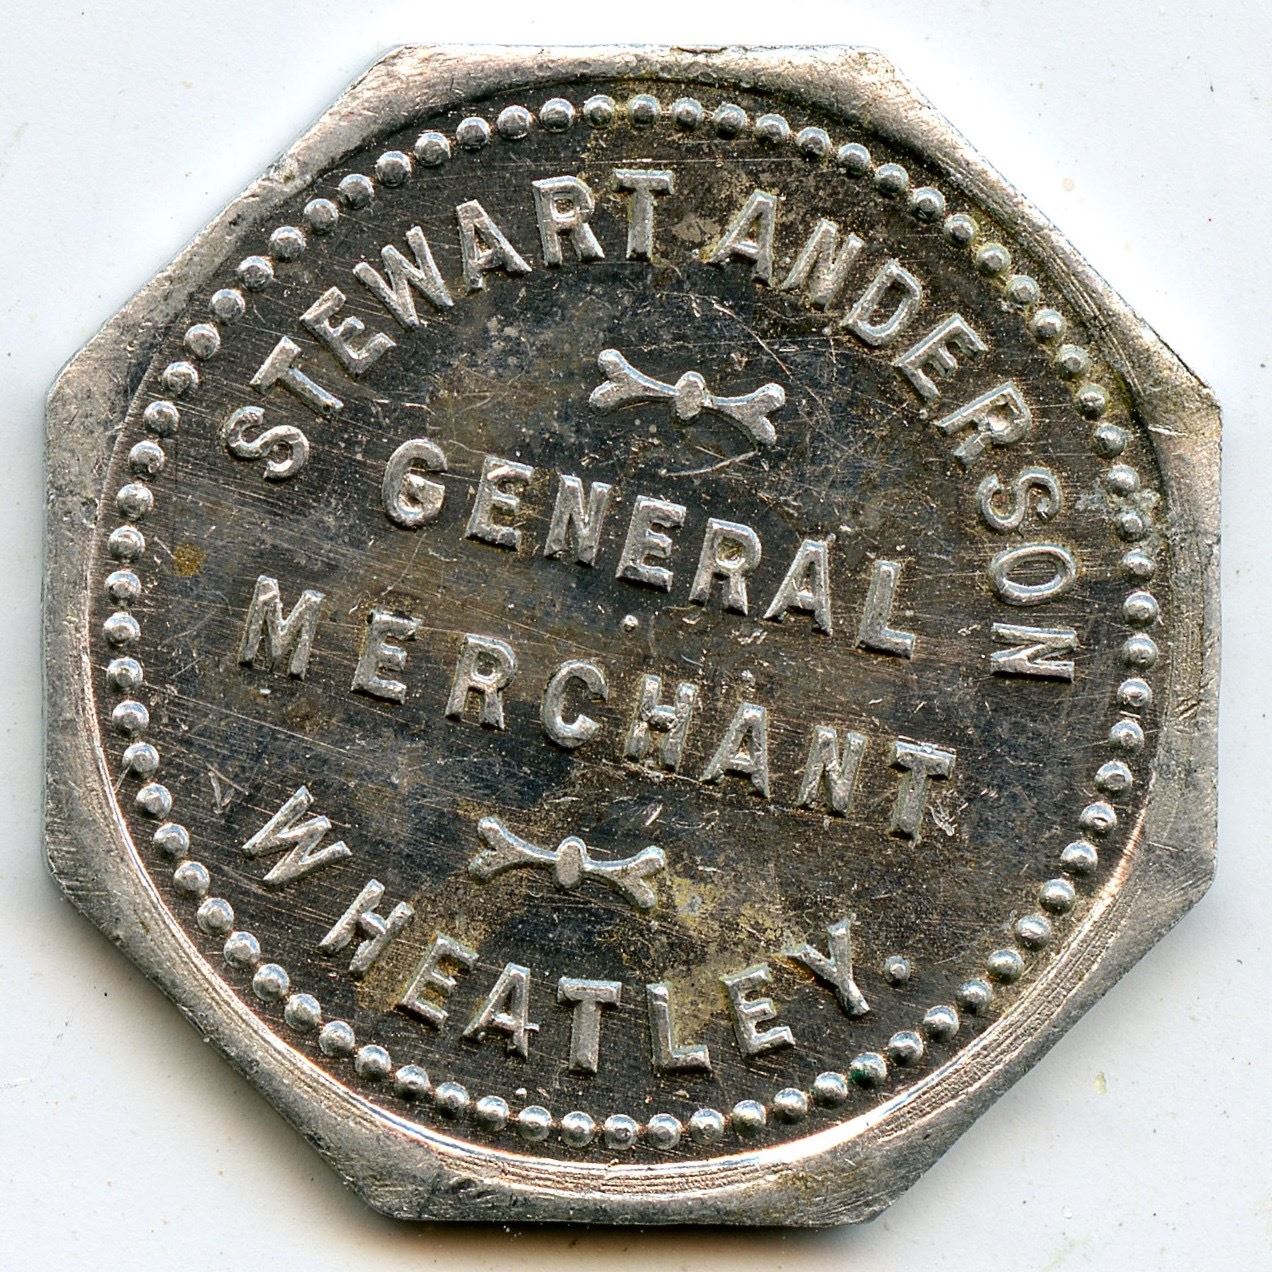 STEWART ANDERSON
GENERAL
MERCHANT
WHEATLEY.